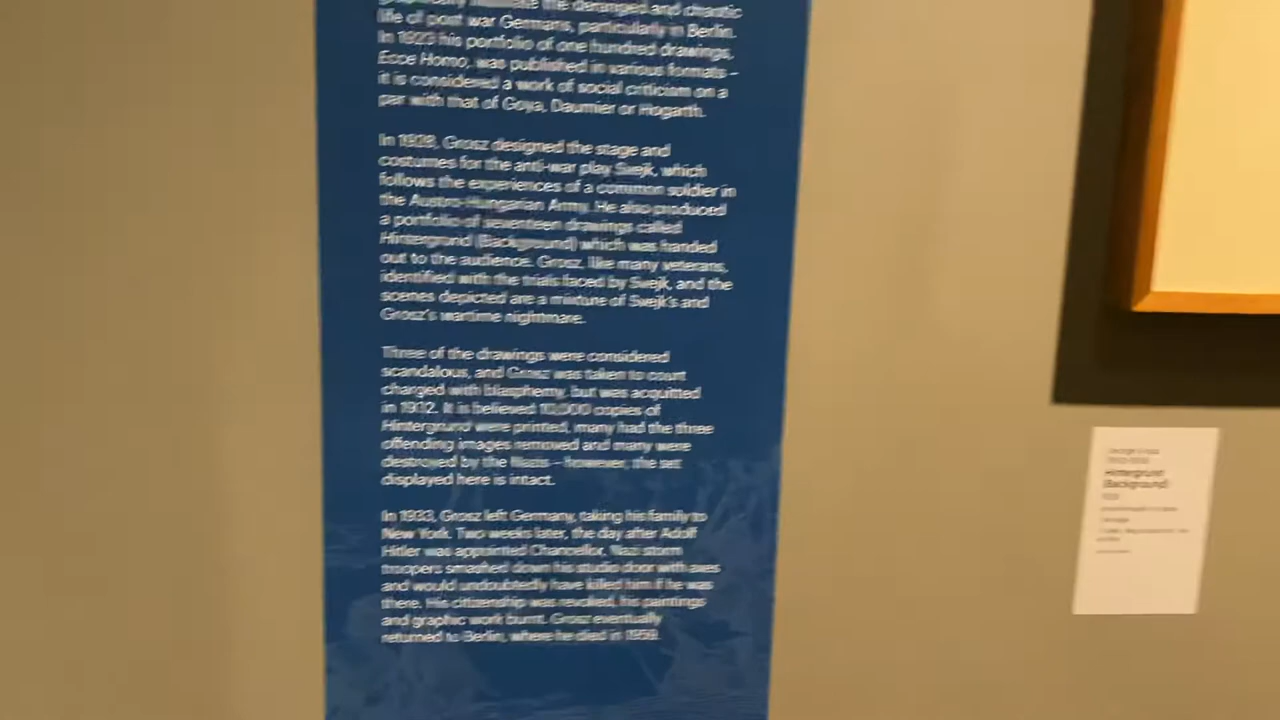 the deranged and chaotic
life of post war Germans, particularly in Berlin.
In 1923 his portfolio of one hundred drawings,
Ecce Homo, was published in various formats –
it is considered a work of social criticism on a
par with that of Goya, Daumier or Hogarth.
In 1928, Grosz designed the stage and
costumes for the anti-war play Svejk, which
follows the experiences of a common soldier in
the Austro-Hungarian Army. He also produced
a portfolio of seventeen drawings called
Hintergrund (Background) which was handed
out to the audience. Grosz, like many veterans,
identified with the trials faced by Svejk, and the
scenes depicted are a mixture of Svejk's and
Grosz's wartime nightmare.
Three of the drawings were considered
scandalous, and Grosz was taken to court
charged with blasphemy, but was acquitted
in It is believed 10,000 copies of
Hintergrund were printed, many had the three
offending images removed and many were
destroyed by the Nazis – however, the set
displayed here is intact.
In 1933, Grosz left Germany, taking his family to
New York. Two weeks later, the day after Adolf
Hitler was appointed Chancellor, Nazi storm
troopers smashed down his studio door with axes
and would undoubtedly have killed him if he was
there. His citizenship was revoked, his paintings
and graphic work burnt. Grosz eventually
returned to Berlin, where he died in 1959.
Hintergrund
(Background)